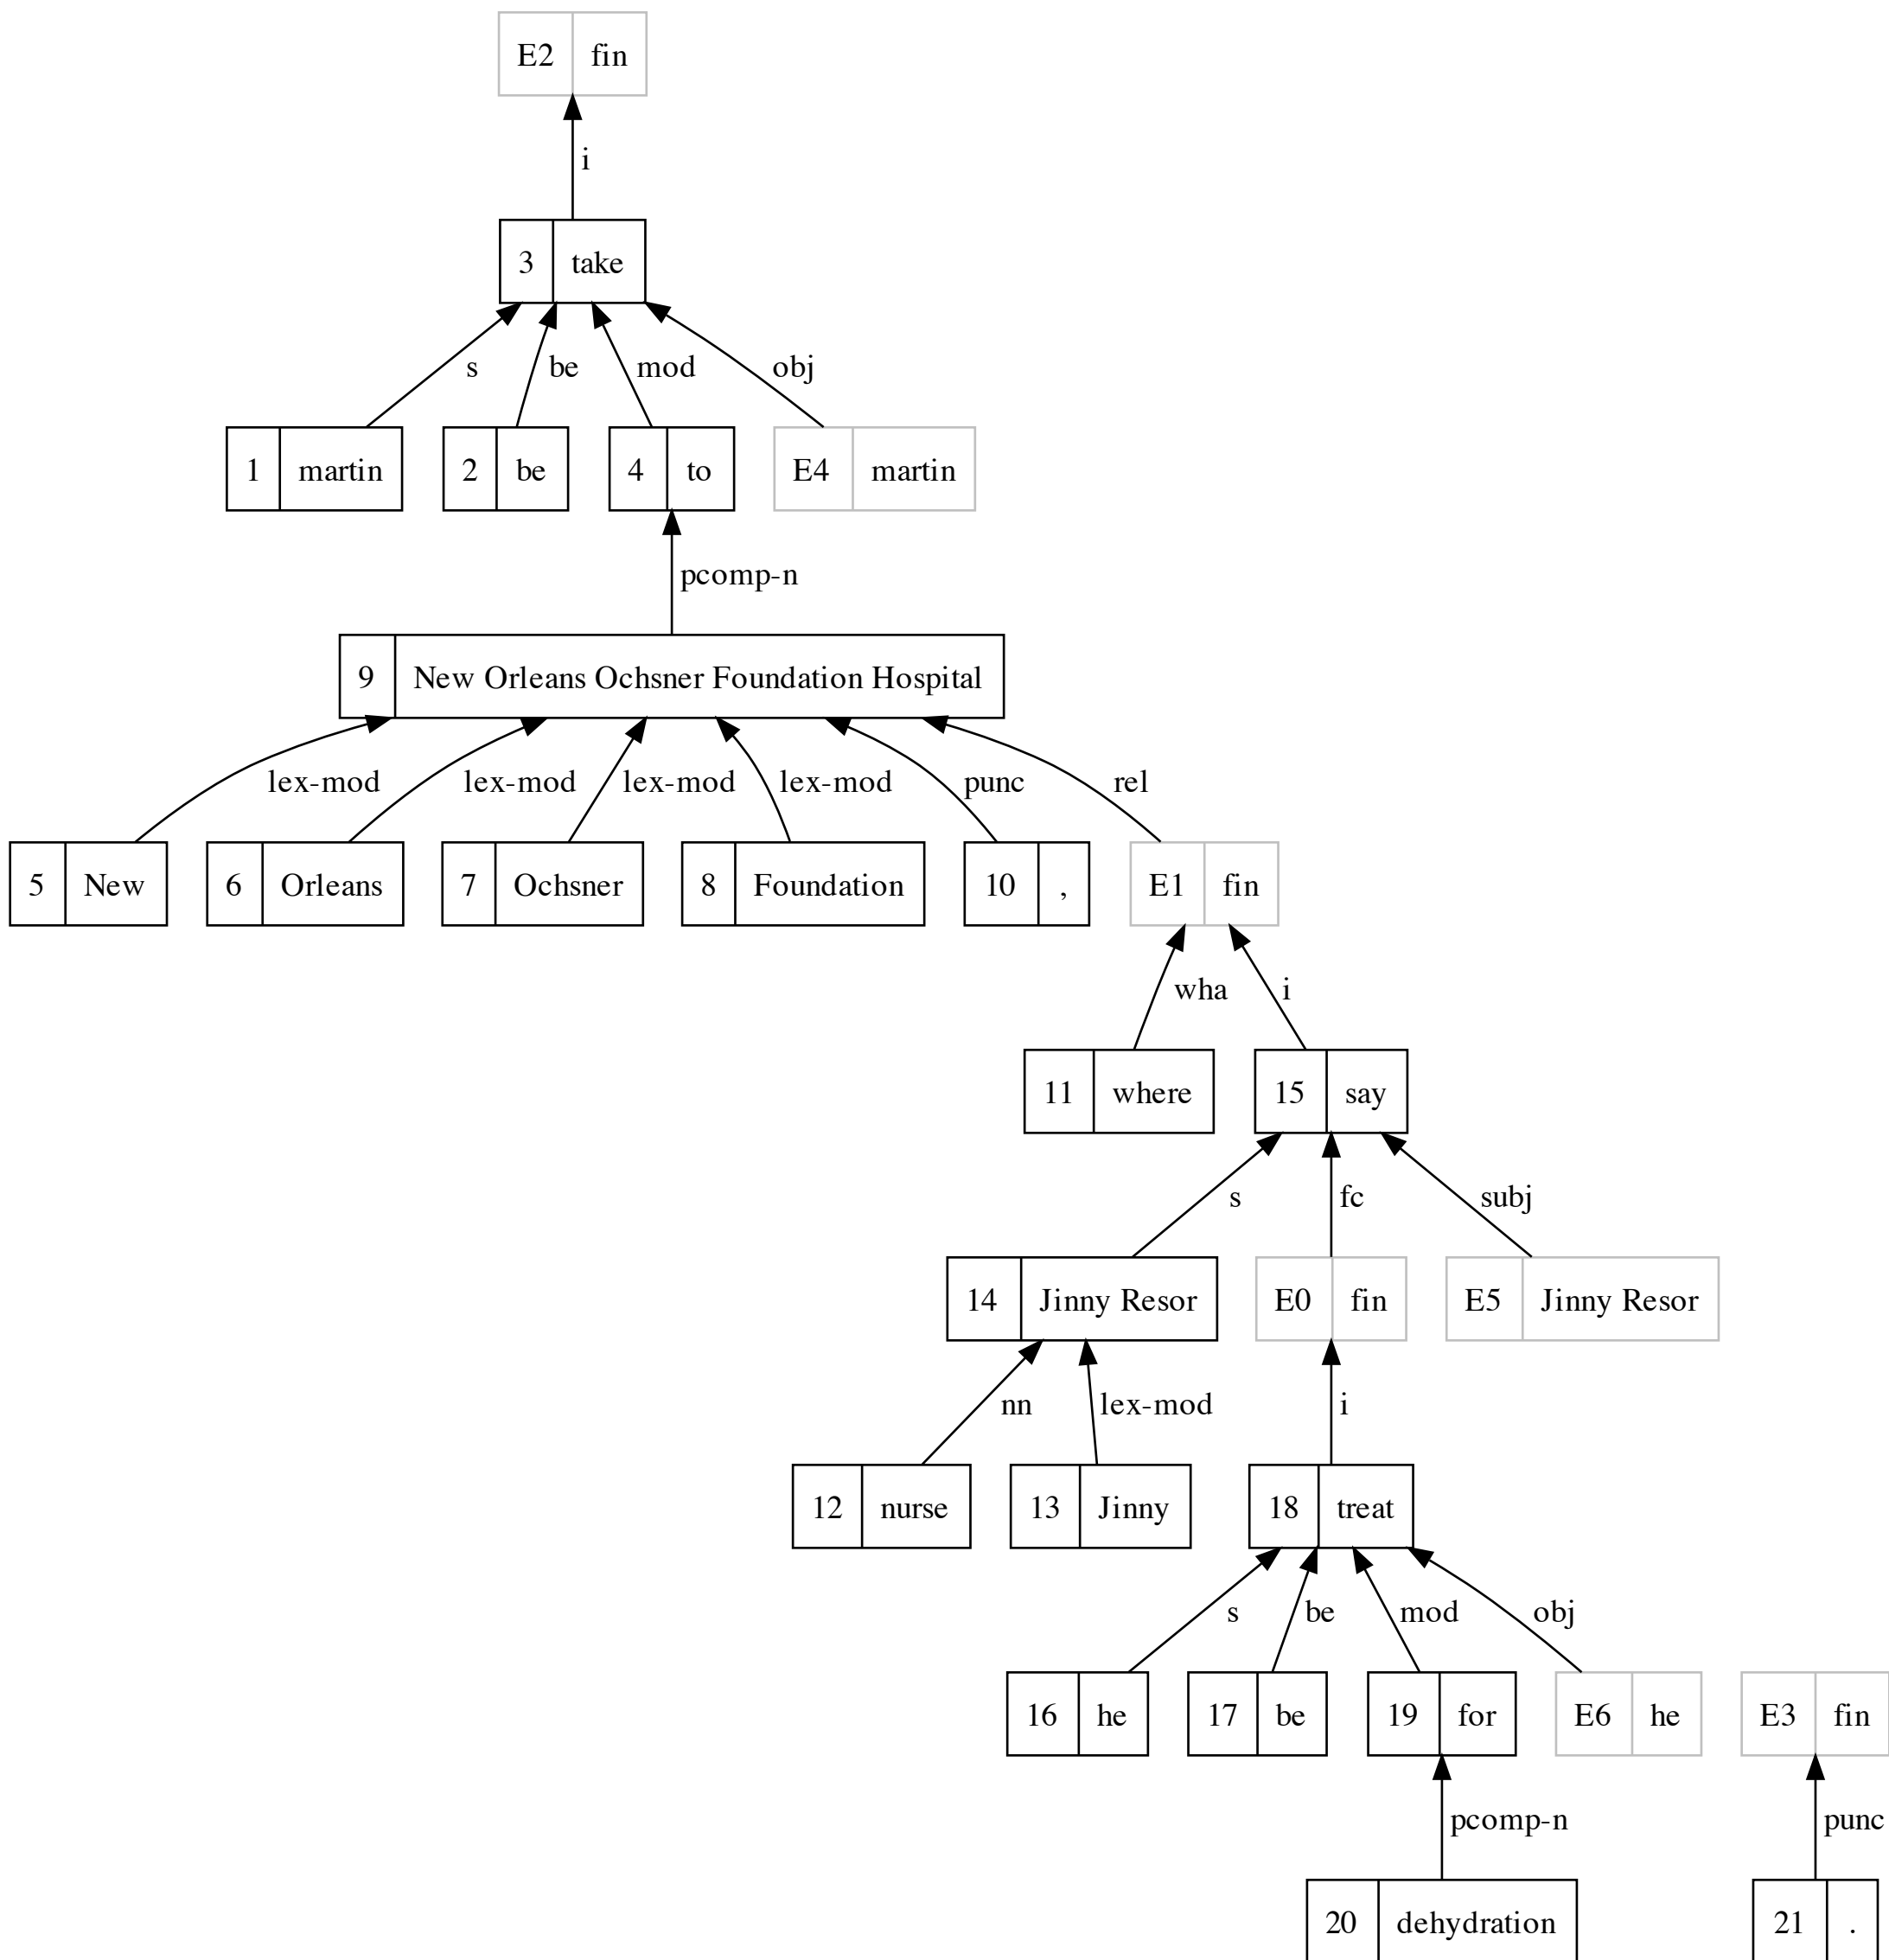 E2 fin
i
3 take
s be mod obj
1 martin 2 be 4 to E4 martin
pcomp-n
9 New Orleans Ochsner Foundation Hospital
lex-mod lex-mod lex-mod lex-mod punc rel
5 New 6 Orleans 7 Ochsner 8 Foundation 10 , E1 fin
wha i
11 where 15 say
s fc subj
14 Jinny Resor E0 fin E5 Jinny Resor
nn lex-mod i
12 nurse 13 Jinny 18 treat
s be mod obj
16 he 17 be 19 for E6 he E3 fin
pcomp-n punc
20 dehydration 21 .